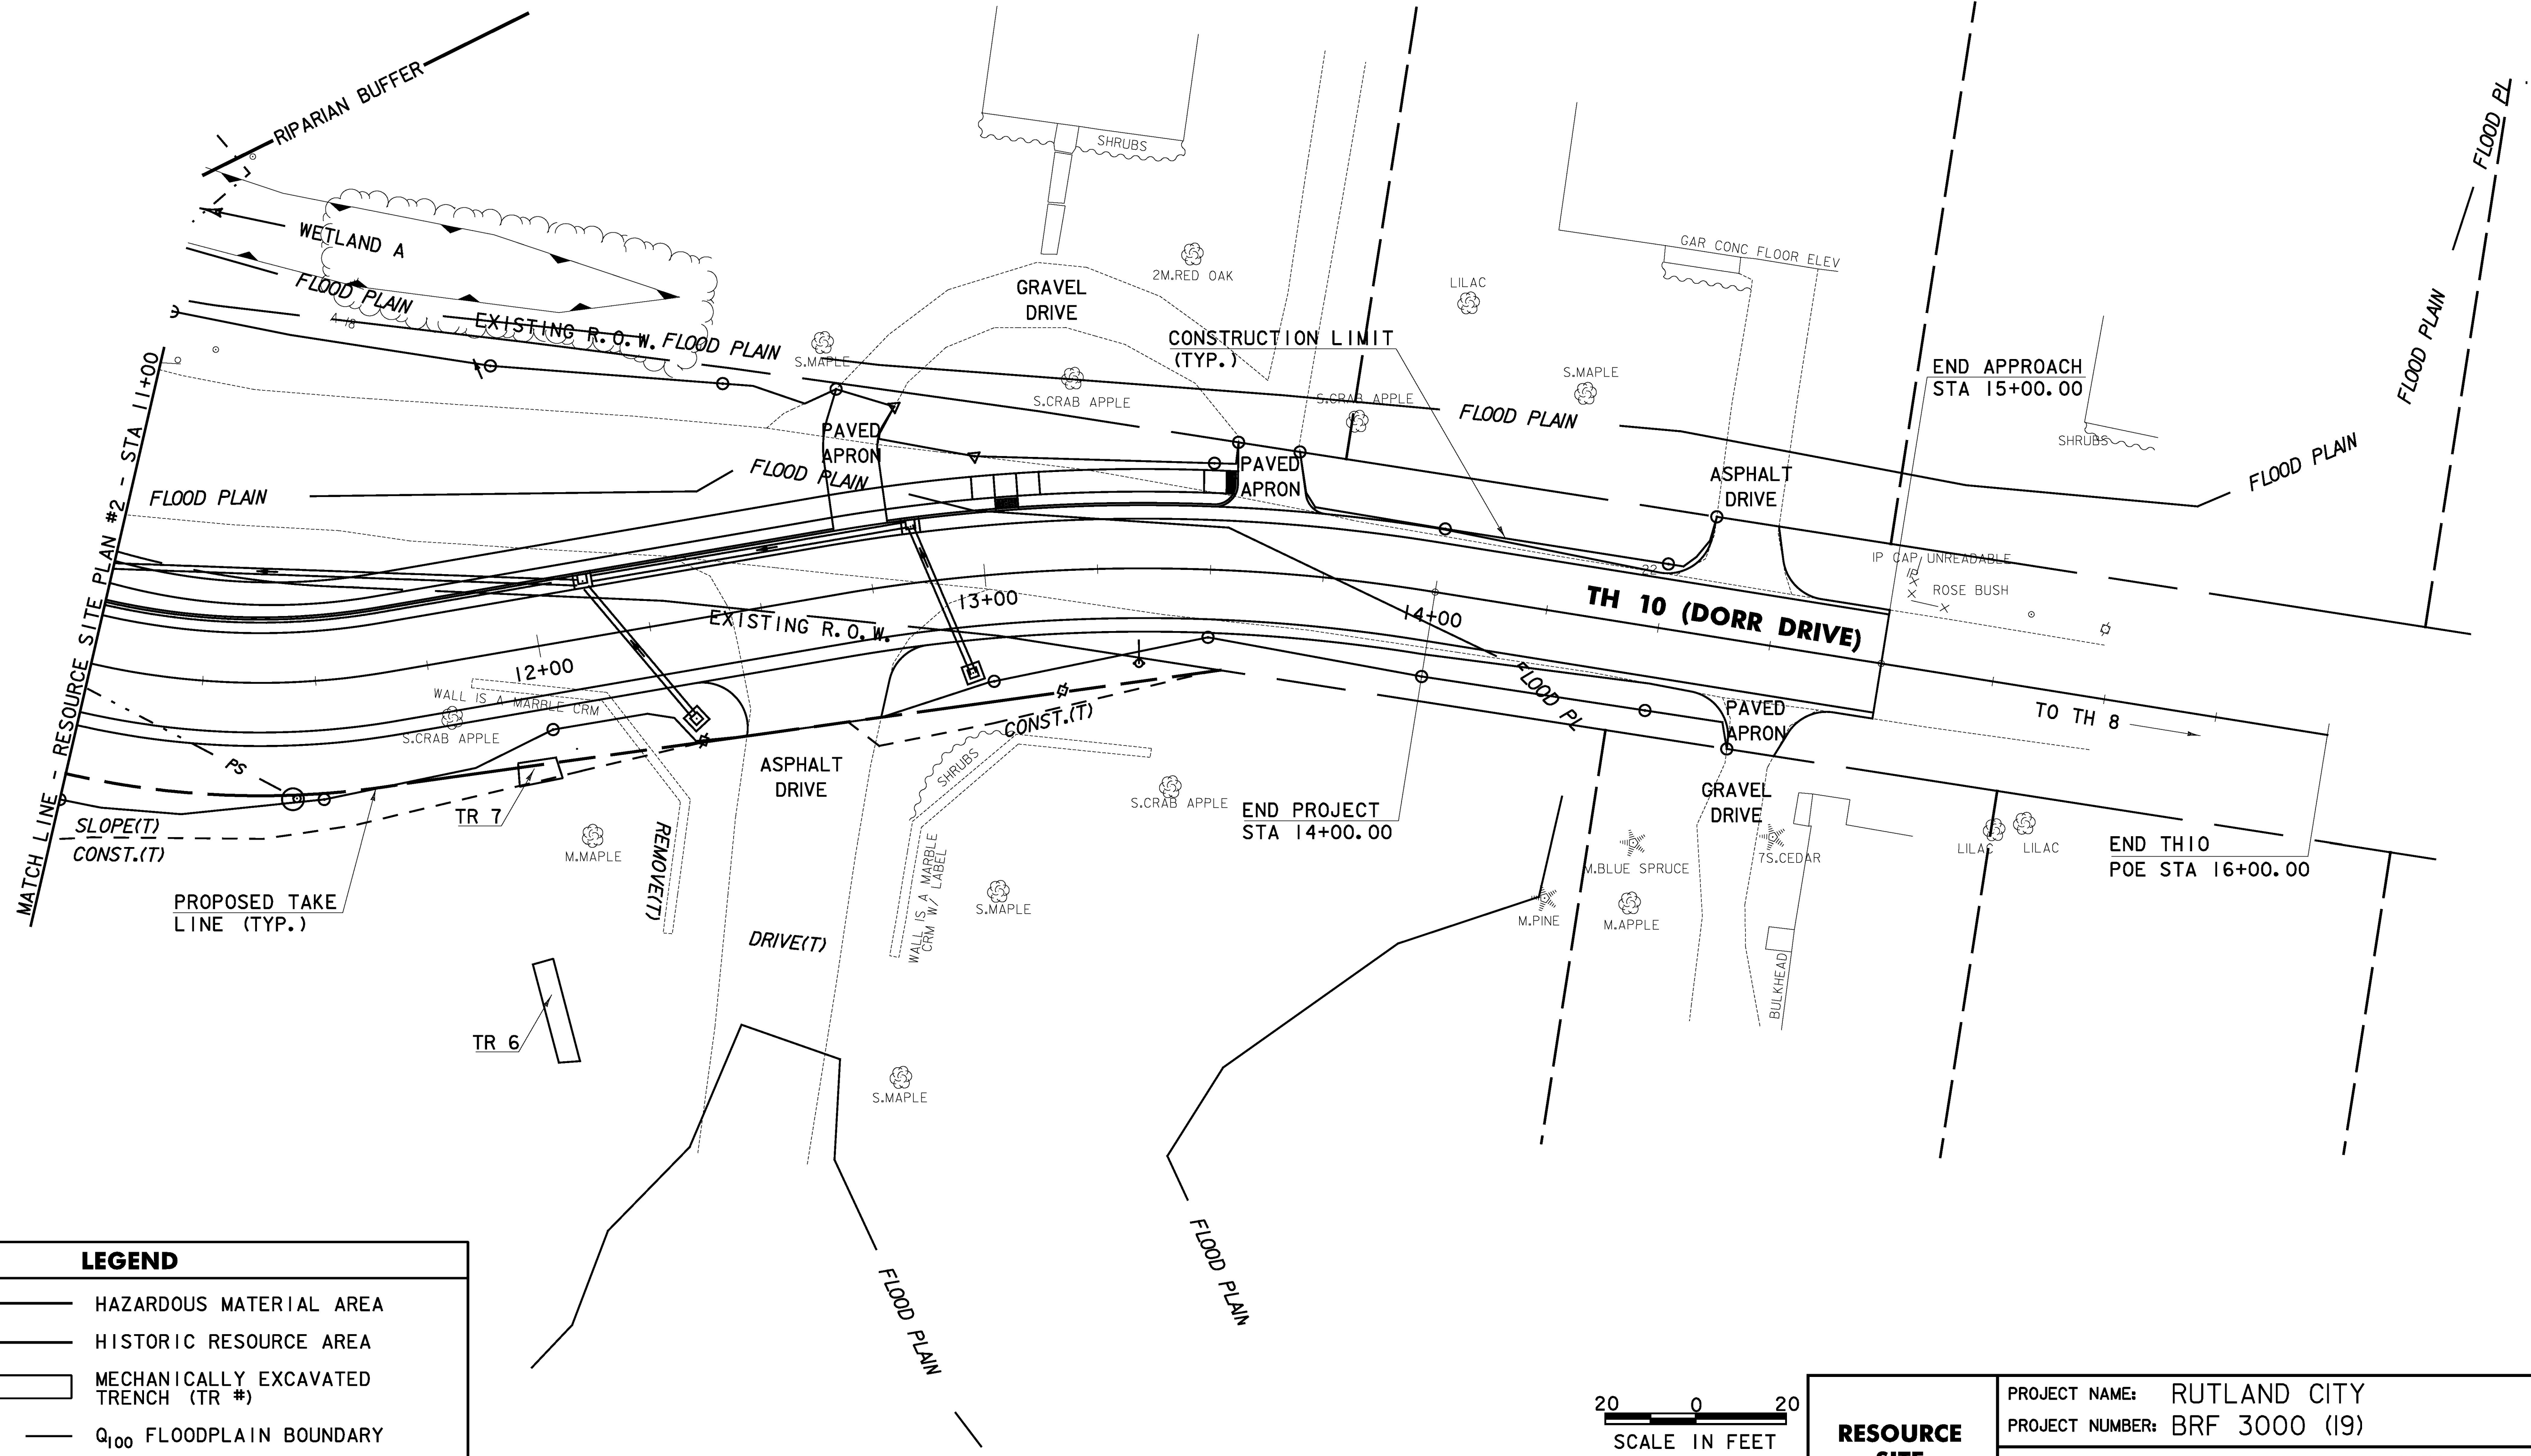 RIPARIAN BUFFER
FLOOD PL
SHRUBS
WETLAND A
GAR CONC FLOOR ELEV
2M.RED OAK
LILAC
GRAVEL
DRIVE
FLOOD PLAIN
FLOOD PLAIN
A-18
EXISTING R.O.W.
FLOOD PLAIN
S.MAPLE
CONSTRUCTION LIMIT
(TYP.)
S.MAPLE
END APPROACH
STA 15+00.00
S.CRAB APPLE
S.CRAB APPLE
FLOOD PLAIN
SHRUBS
PAVED
APRON
FLOOD PLAIN
FLOOD PLAIN
PAVED
APRON
ASPHALT
DRIVE
FLOOD PLAIN
MATCH LINE - RESOURCE SITE PLAN #2 - STA 11+00
22
IP CAP UNREADABLE
IP
ROSE BUSH
13+00
EXISTING R.O.W.
14+00
TH 10 (DORR DRIVE)
12+00
WALL IS A MARBLE CRM
S.CRAB APPLE
PS
CONST.(T)
FLOOD PL
PAVED
APRON
TO TH 8
ASPHALT
DRIVE
SHRUBS
S.CRAB APPLE
GRAVEL
DRIVE
TR 7
SLOPE(T)
CONST.(T)
M.MAPLE
REMOVE(T)
END PROJECT
STA 14+00.00
WALL IS A MARBLE
CRM W/ LABEL
M.BLUE SPRUCE
7S.CEDAR
LILAC
LILAC
END TH10
POE STA 16+00.00
PROPOSED TAKE
LINE (TYP.)
S.MAPLE
M.PINE
M.APPLE
DRIVE(T)
BULKHEAD
TR 6
S.MAPLE
FLOOD PLAIN
FLOOD PLAIN
LEGEND
HAZARDOUS MATERIAL AREA
HISTORIC RESOURCE AREA
MECHANICALLY EXCAVATED
TRENCH (TR #)
Q100 FLOODPLAIN BOUNDARY
20 0 20
SCALE IN FEET
RESOURCE
SITE
PROJECT NAME: RUTLAND CITY
PROJECT NUMBER: BRF 3000 (19)